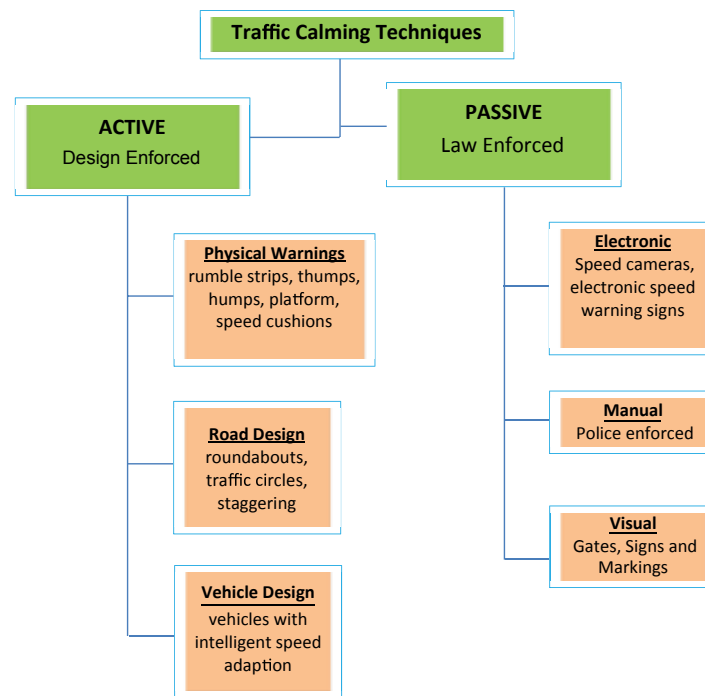 Traffic Calming Techniques
ACTIVE
Design Enforced
PASSIVE
Law Enforced
Physical Warnings
rumble strips, thumps,
humps, platform,
speed cushions
Road Design
roundabouts,
traffic circles,
staggering
Vehicle Design
vehicles with
intelligent speed
adaption
Electronic
Speed cameras,
electronic speed
warning signs
Manual
Police enforced
Visual
Gates, Signs and
Markings